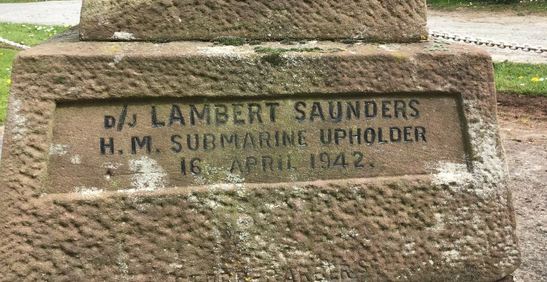 D/J LAMBERT SAUNDERS
H.M. SUBMARINE UPHOLDER
16 APRIL 1942.